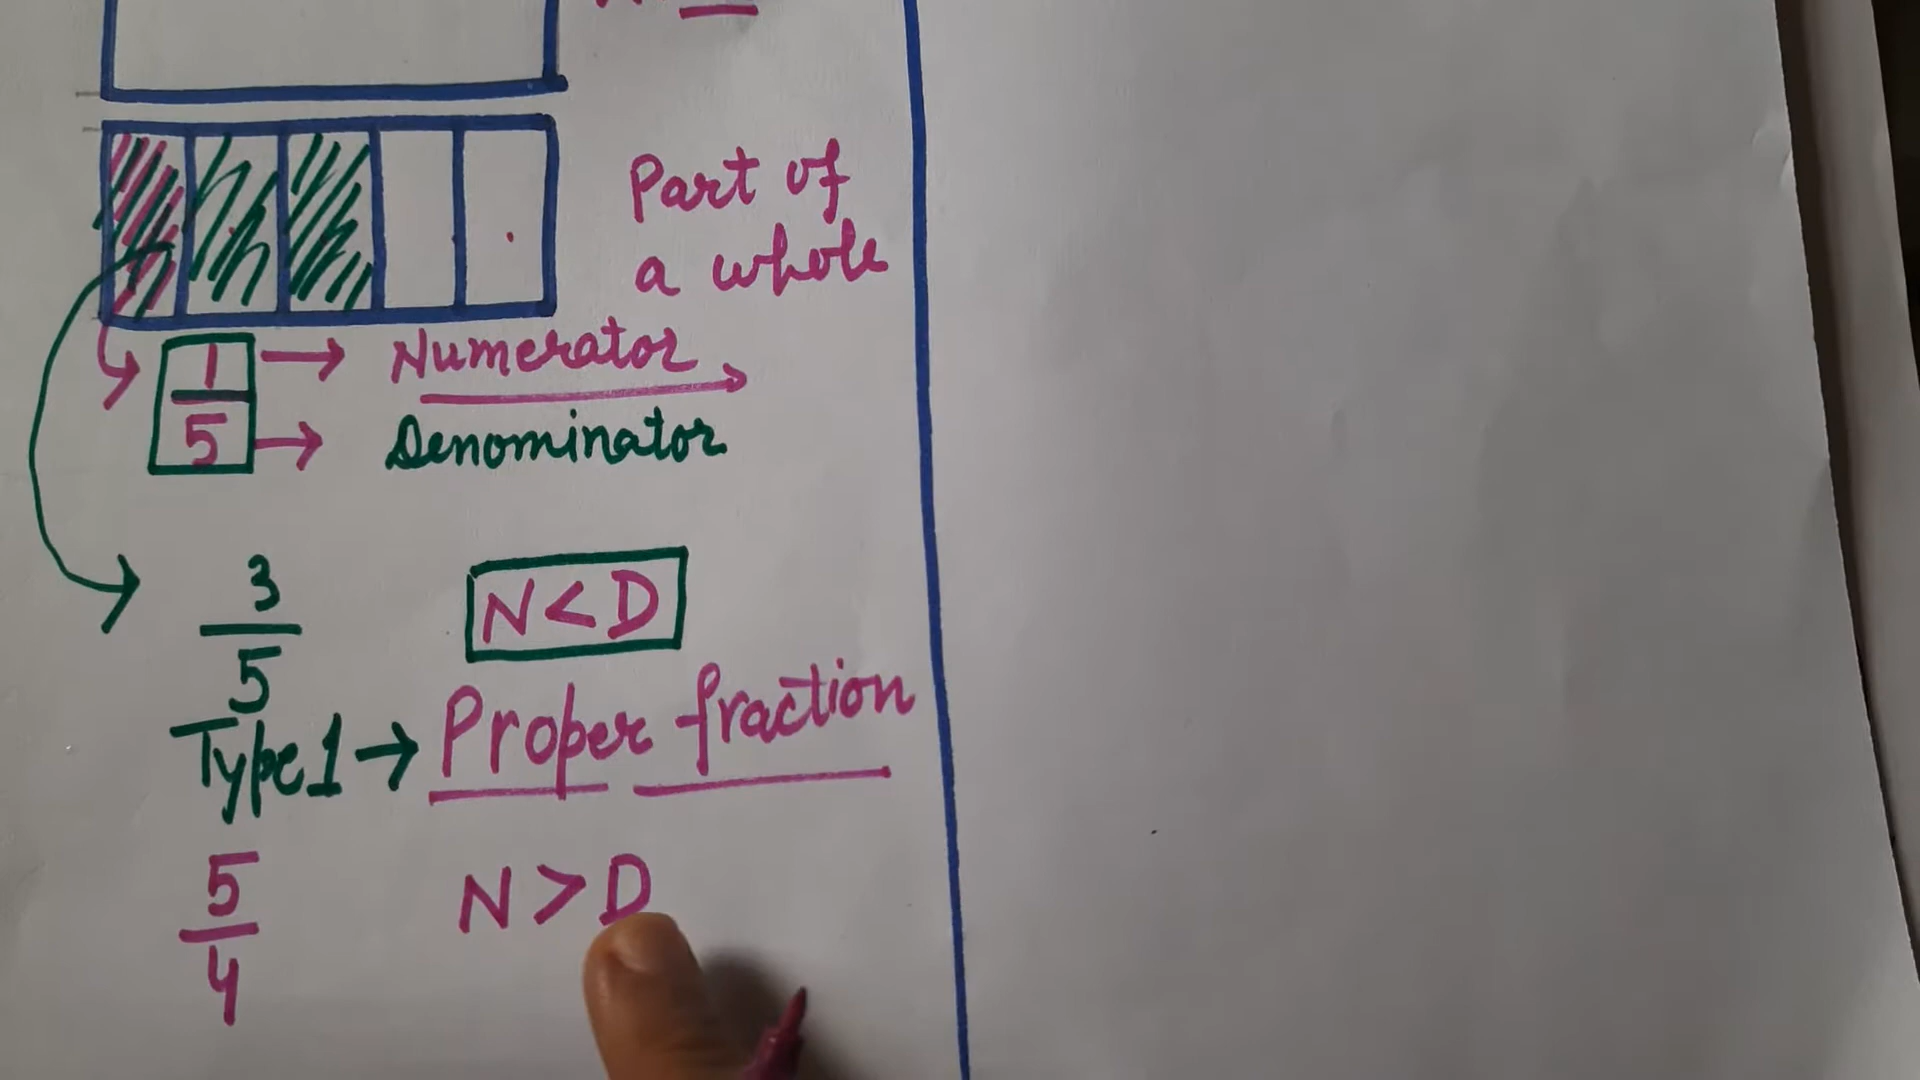 Part of
a whole
1 → Numerator
5 → Denominator
3
5
N<D
Type 1 → Proper fraction
5
4
N>D